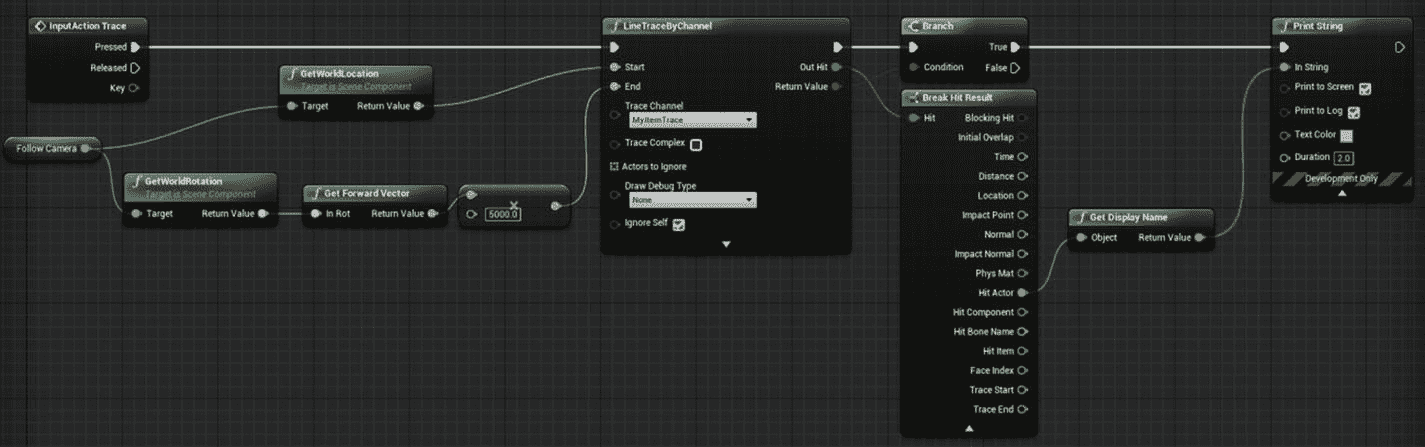 InputAction Trace
Pressed
Released
Key
Follow Camera
GetWorldLocation
Target is Scene Component
Target Return Value
GetWorldRotation
Target is Scene Component
Target Return Value
Get Forward Vector
In Rot Return Value
5000.0
LineTraceByChannel
Start Out Hit
End Return Value
Trace Channel
MyItemTrace
Trace Complex
Actors to Ignore
Draw Debug Type
None
Ignore Self
Branch
True
Condition False
Break Hit Result
Hit Blocking Hit
Initial Overlap
Time
Distance
Location
Impact Point
Normal
Impact Normal
Phys Mat
Hit Actor
Hit Component
Hit Bone Name
Hit Item
Face Index
Trace Start
Trace End
Get Display Name
Object Return Value
Print String
In String
Print to Screen
Print to Log
Text Color
Duration 2.0
Development Only